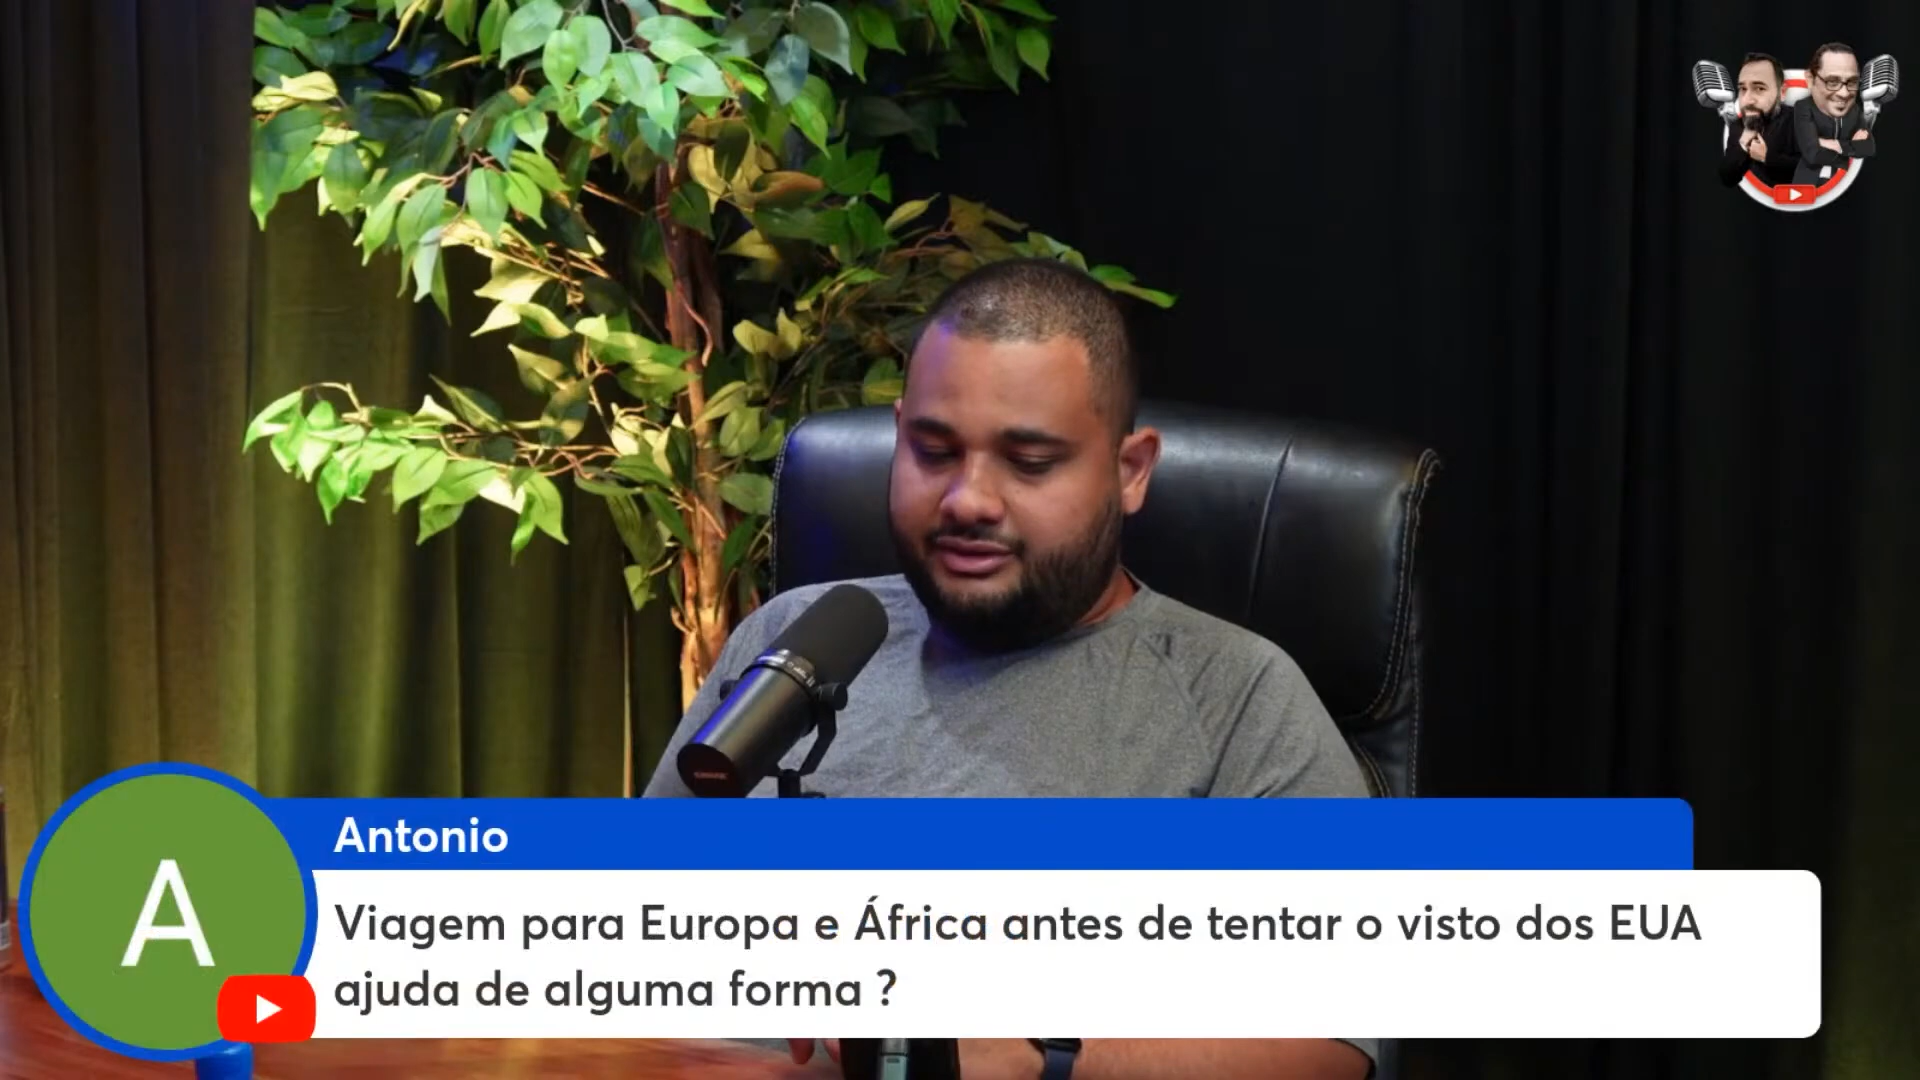 Antonio
A
Viagem para Europa e África antes de tentar o visto dos EUA
ajuda de alguma forma ?